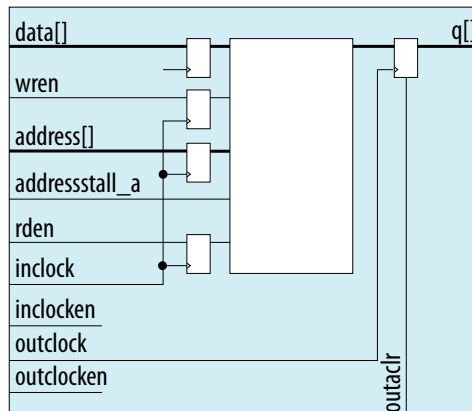 data[]
q[]
wren
address[]
addressstall_a
rden
inclock
inclocken
outclock
outclocken
outaclr